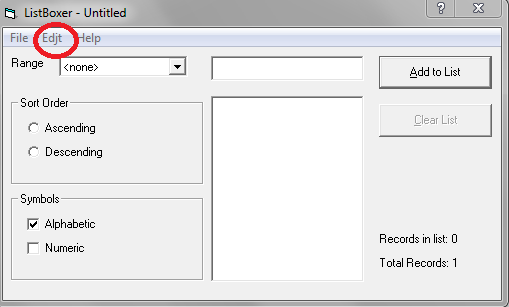 ListBoxer - Untitled
File Edjt Help
Range <none> Add to List
Sort Order
Ascending
Descending
Clear List
Symbols
Alphabetic
Numeric
Records in list: 0
Total Records: 1